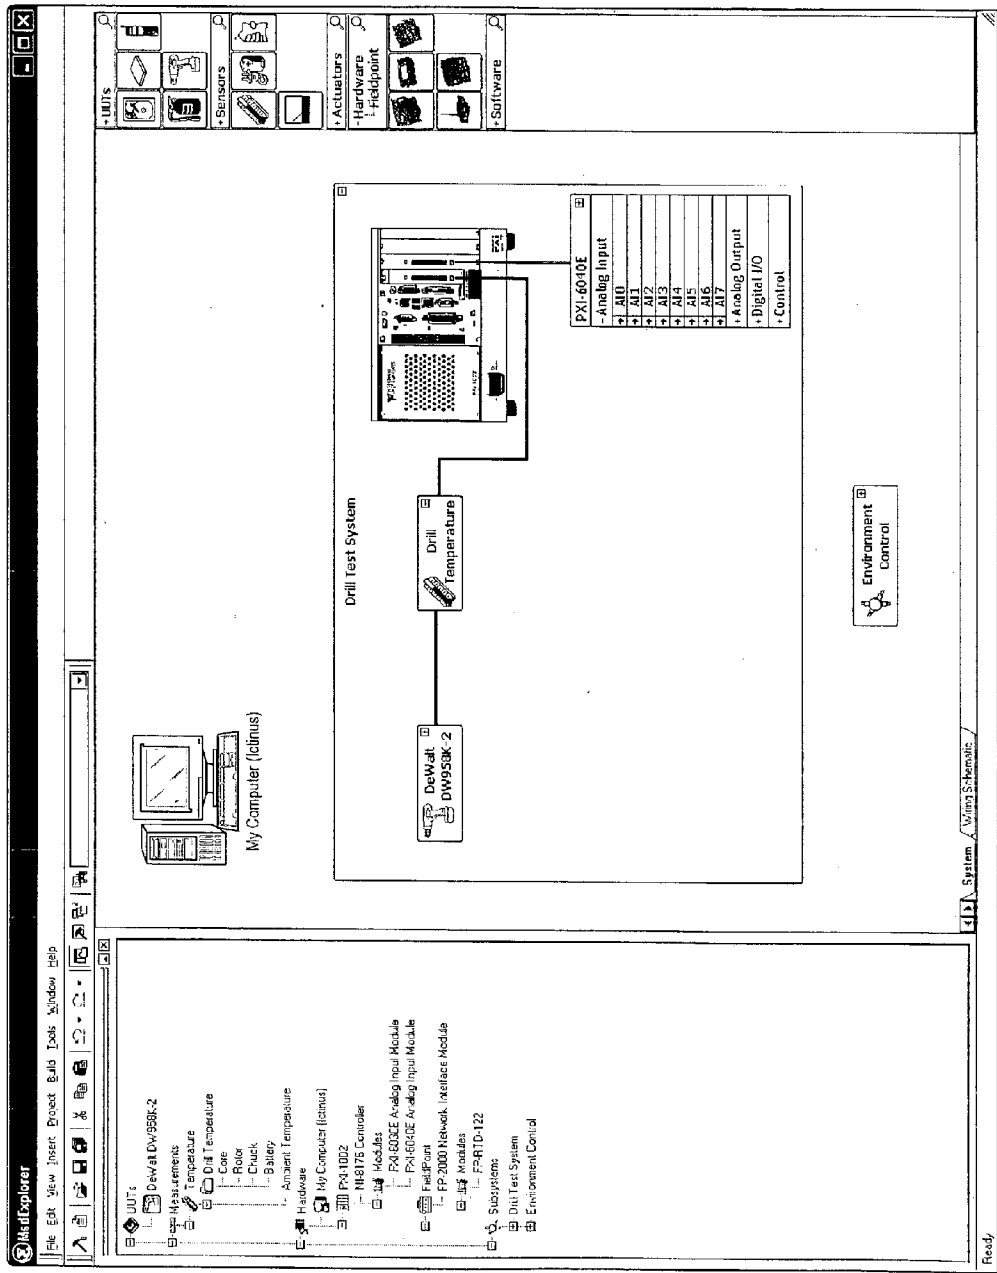 MsrExplorer
File Edit View Insert Project Build Tools Window Help
UUTs
DeWalt DW958K-2
Measurements
Temperature
Drill Temperature
Core
Rotor
Chuck
Battery
Ambient Temperature
Hardware
My Computer (Ictinus)
PXI-1002
NI-8176 Controller
Modules
PXI-6030E Analog Input Module
PXI-6040E Analog Input Module
FieldPoint
FP-2000 Network Interface Module
Modules
FP-RTD-122
Subsystems
Drill Test System
Environment Control
My Computer (Ictinus)
Drill Test System
DeWalt
DW958K-2
Drill
Temperature
PXI-6040E
- Analog Input
AI0
AI1
AI2
AI3
AI4
AI5
AI6
AI7
+ Analog Output
+ Digital I/O
+ Control
Environment
Control
+ UUTs
+ Sensors
+ Actuators
- Hardware
Fieldpoint
+ Software
System
Wiring Schematic
Ready